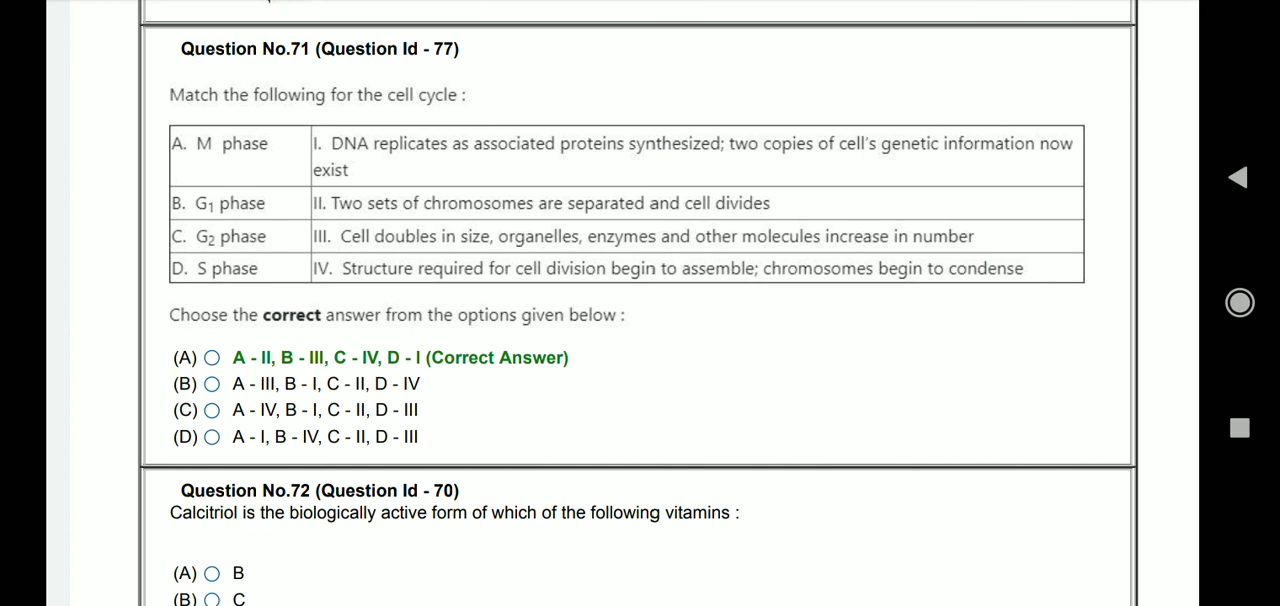 Question No.71 (Question Id - 77)
Match the following for the cell cycle :
A. M phase
I. DNA replicates as associated proteins synthesized; two copies of cell's genetic information now
exist
B. G₁ phase
II. Two sets of chromosomes are separated and cell divides
C. G₂ phase
III. Cell doubles in size, organelles, enzymes and other molecules increase in number
D. S phase
IV. Structure required for cell division begin to assemble; chromosomes begin to condense
Choose the correct answer from the options given below :
(A) A - II, B - III, C - IV, D - I (Correct Answer)
(B) A - III, B - I, C - II, D - IV
(C) A - IV, B - I, C - II, D - III
(D) A - I, B - IV, C - II, D - III
Question No.72 (Question Id - 70)
Calcitriol is the biologically active form of which of the following vitamins :
(A) B
(B) C